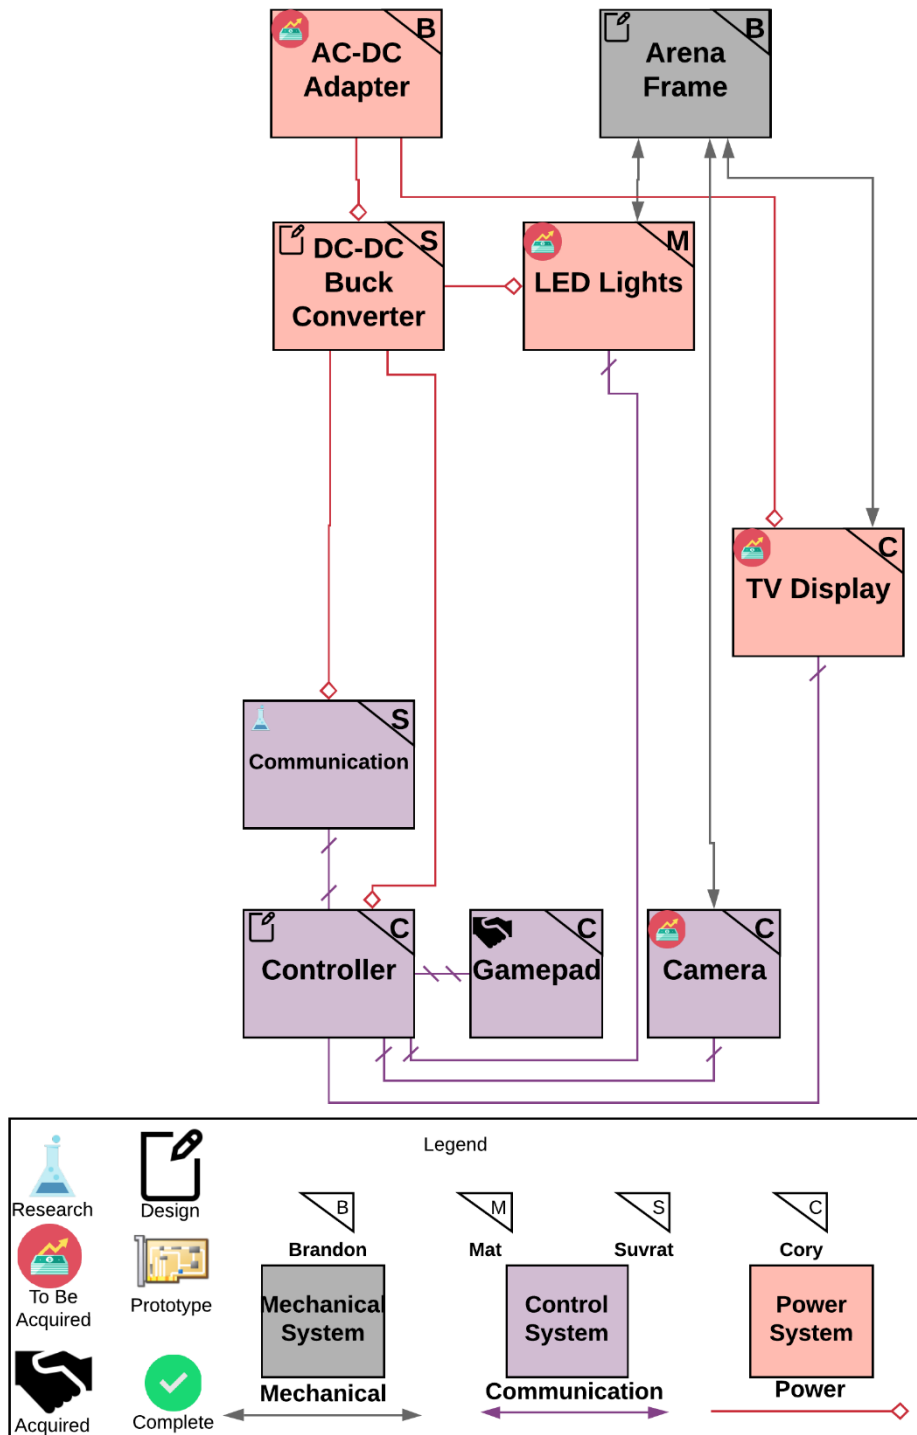 B
AC-DC
Adapter
B
Arena
Frame
S
DC-DC
Buck
Converter
M
LED Lights
C
TV Display
S
Communication
C
Controller
C
Gamepad
C
Camera
Legend
Research
Design
To Be
Acquired
Prototype
Acquired
Complete
B
Brandon
M
Mat
S
Suvrat
C
Cory
Mechanical
System
Mechanical
Control
System
Communication
Power
System
Power